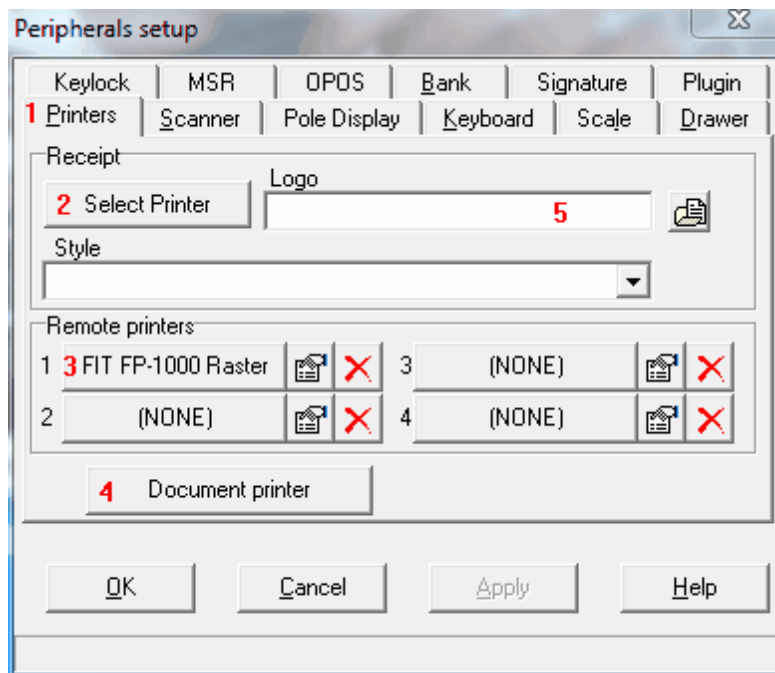 Peripherals setup
Keylock MSR OPOS Bank Signature Plugin
1 Printers Scanner Pole Display Keyboard Scale Drawer
Receipt
Logo
2 Select Printer 5
Style
Remote printers
1 3 FIT FP-1000 Raster 3 (NONE)
2 (NONE) 4 (NONE)
4 Document printer
OK Cancel Apply Help